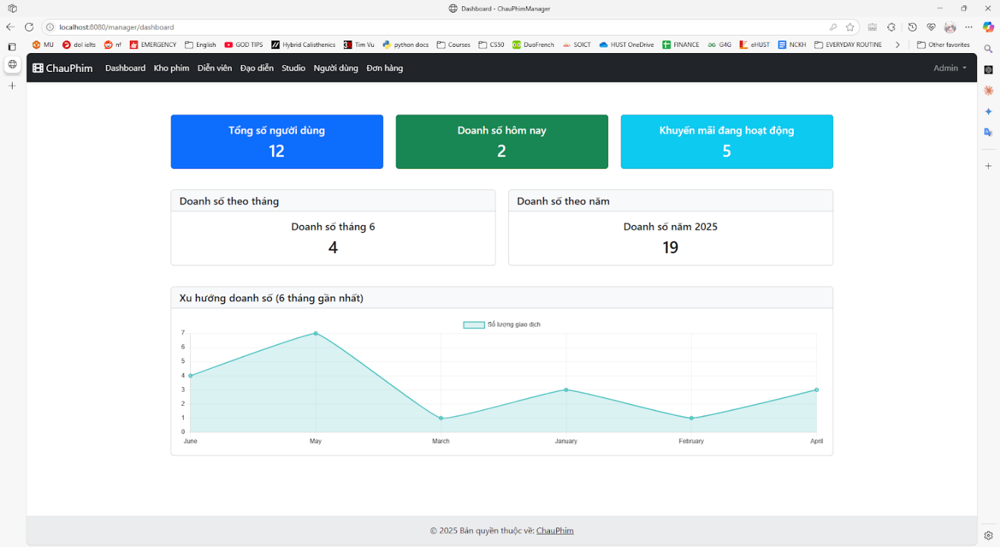 Dashboard - ChauPhimManager
localhost:8080/manager/dashboard
MU dol ielts nf EMERGENCY English GOD TIPS Hybrid Calisthenics Tim Vu python docs Courses CS50 DuoFrench SOICT HUST OneDrive FINANCE G4G eHUST NCKH EVERYDAY ROUTINE Other favorites
ChauPhim Dashboard Kho phim Diễn viên Đạo diễn Studio Người dùng Đơn hàng Admin
Tổng số người dùng
12
Doanh số hôm nay
2
Khuyến mãi đang hoạt động
5
Doanh số theo tháng
Doanh số tháng 6
4
Doanh số theo năm
Doanh số năm 2025
19
Xu hướng doanh số (6 tháng gần nhất)
Số lượng giao dịch
7
6
5
4
3
2
1
0
June May March January February April
© 2025 Bản quyền thuộc về: ChauPhim